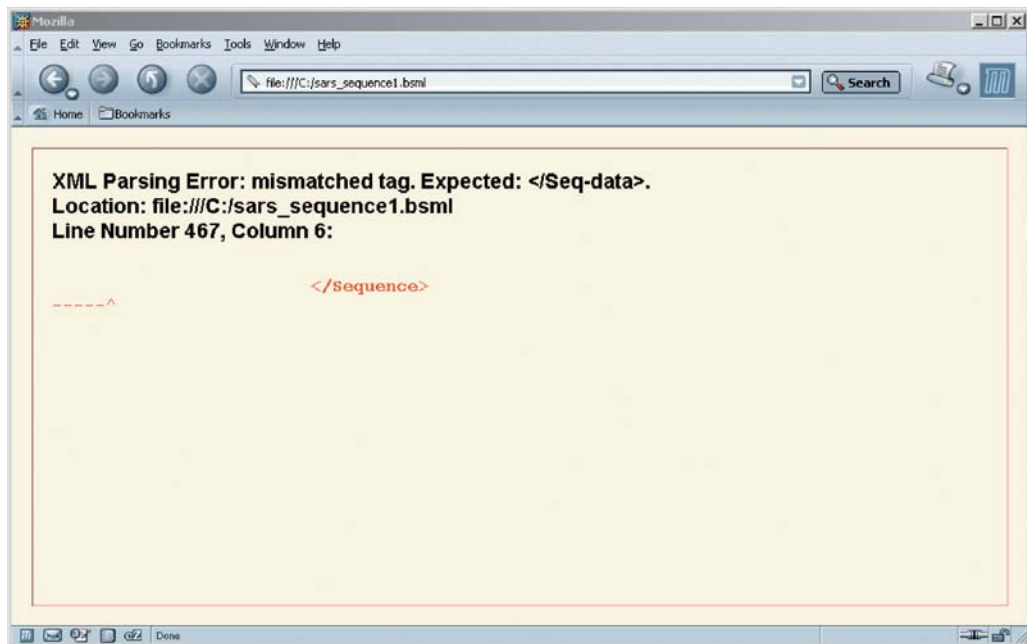 Mozilla
File Edit View Go Bookmarks Tools Window Help
file:///C:/sars_sequence1.bsml
Search
Home Bookmarks
XML Parsing Error: mismatched tag. Expected: </Seq-data>.
Location: file:///C:/sars_sequence1.bsml
Line Number 467, Column 6:
</Sequence>
-----^
Done